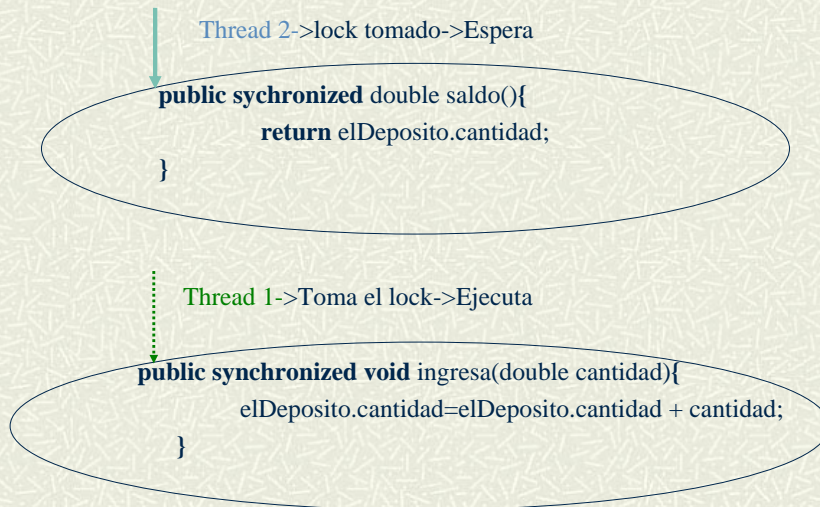 Thread 2->lock tomado->Espera
public sychronized double saldo(){
return elDeposito.cantidad;
}
Thread 1->Toma el lock->Ejecuta
public synchronized void ingresa(double cantidad){
elDeposito.cantidad=elDeposito.cantidad + cantidad;
}